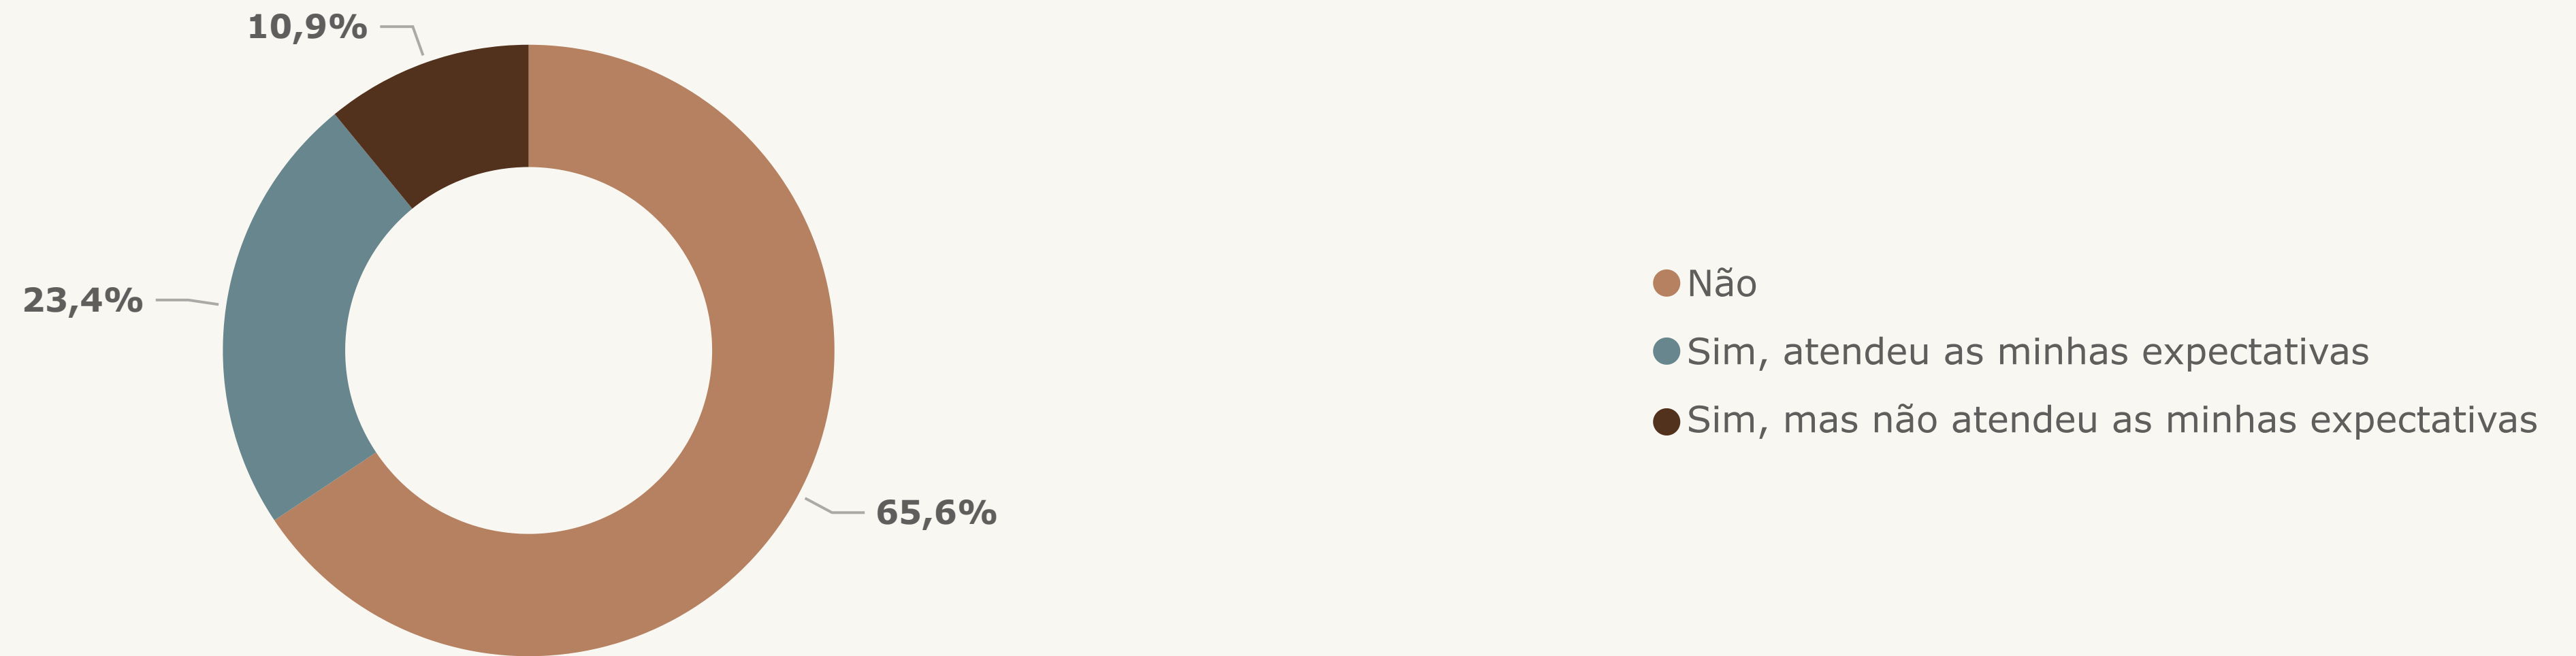 10,9%
23,4%
65,6%
Não
Sim, atendeu as minhas expectativas
Sim, mas não atendeu as minhas expectativas